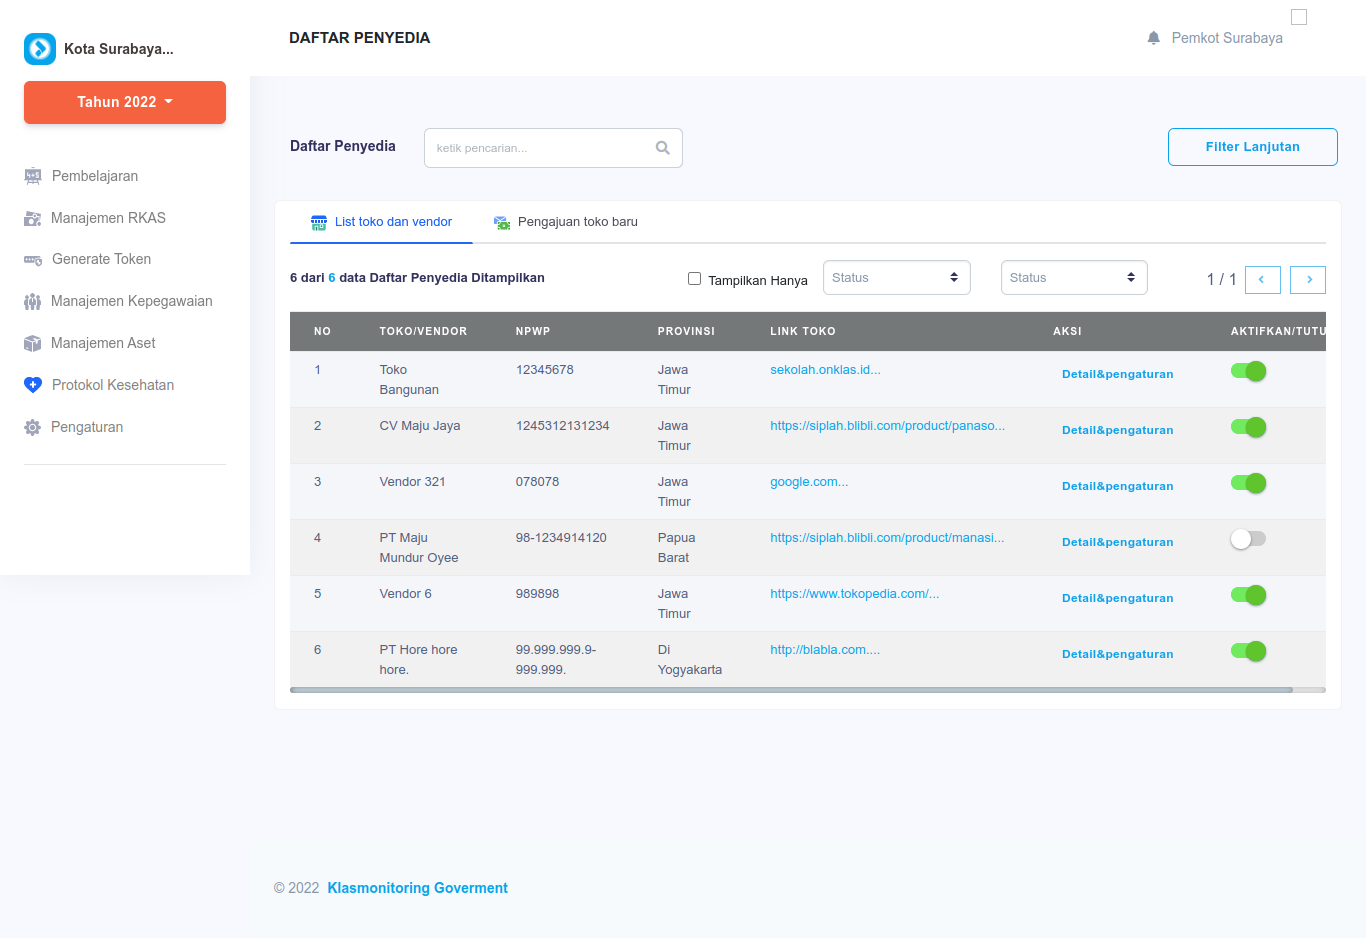 Kota Surabaya...
Tahun 2022
Pembelajaran
Manajemen RKAS
Generate Token
Manajemen Kepegawaian
Manajemen Aset
Protokol Kesehatan
Pengaturan
DAFTAR PENYEDIA
Pemkot Surabaya
Daftar Penyedia
ketik pencarian...
Filter Lanjutan
List toko dan vendor
Pengajuan toko baru
6 dari 6 data Daftar Penyedia Ditampilkan
Tampilkan Hanya
Status
Status
1 / 1
NO TOKO/VENDOR NPWP PROVINSI LINK TOKO AKSI AKTIFKAN/TUTU
1 Toko Bangunan 12345678 Jawa Timur sekolah.onklas.id... Detail&pengaturan
2 CV Maju Jaya 1245312131234 Jawa Timur https://siplah.blibli.com/product/panaso... Detail&pengaturan
3 Vendor 321 078078 Jawa Timur google.com... Detail&pengaturan
4 PT Maju Mundur Oyee 98-1234914120 Papua Barat https://siplah.blibli.com/product/manasi... Detail&pengaturan
5 Vendor 6 989898 Jawa Timur https://www.tokopedia.com/... Detail&pengaturan
6 PT Hore hore hore. 99.999.999.9-999.999. Di Yogyakarta http://blabla.com.... Detail&pengaturan
© 2022 Klasmonitoring Goverment